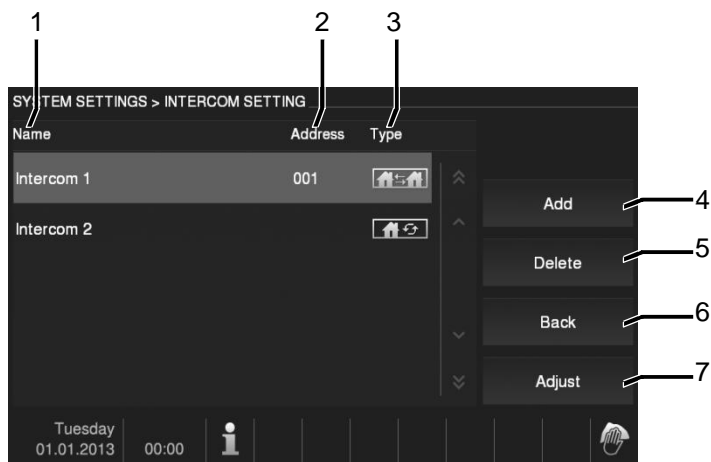 1 2 3
SYSTEM SETTINGS > INTERCOM SETTING
Name Address Type
Intercom 1 001
Add 4
Intercom 2
Delete 5
Back 6
Adjust 7
Tuesday
01.01.2013 00:00 i